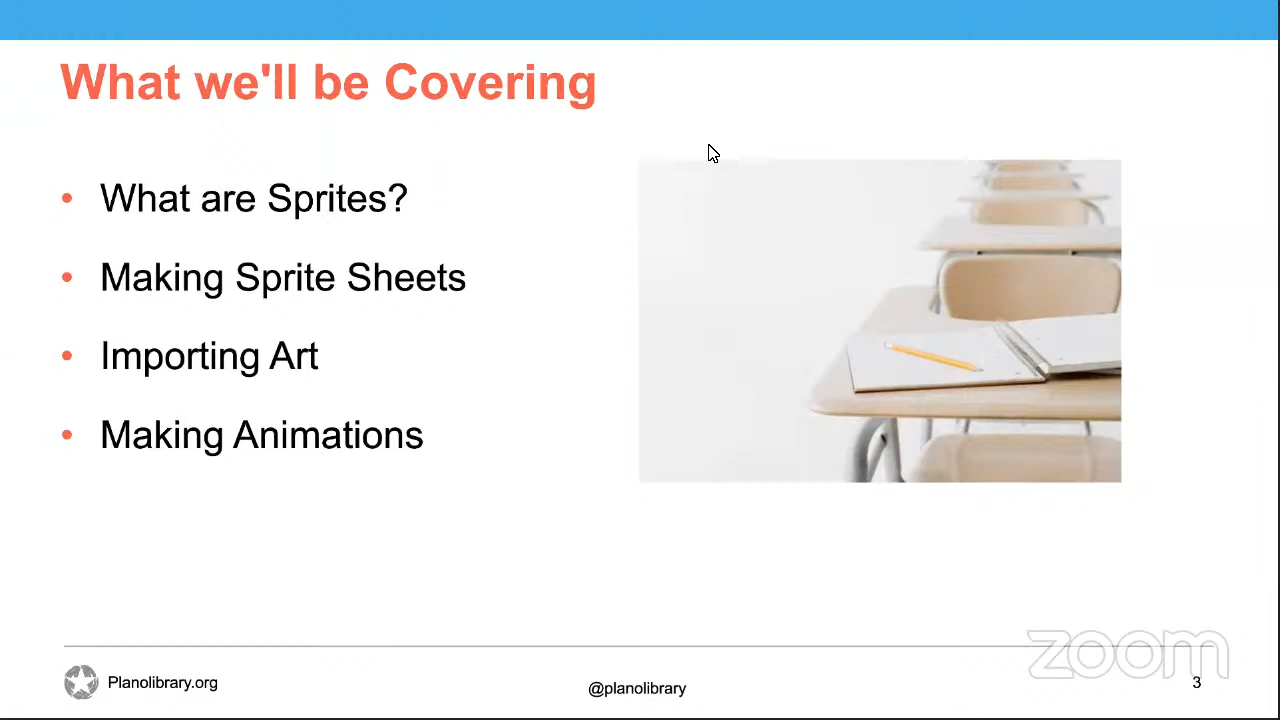 What we'll be Covering
• What are Sprites?
• Making Sprite Sheets
• Importing Art
• Making Animations
zoom
Planolibrary.org
@planolibrary
3